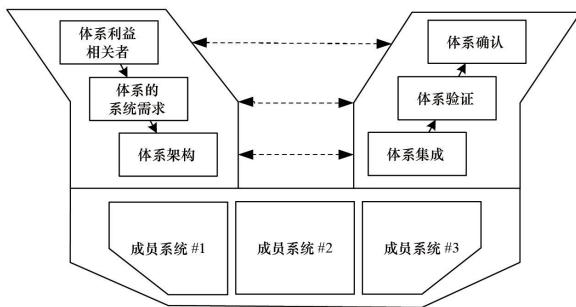 体系利益
相关者
体系的
系统需求
体系架构
体系确认
体系验证
体系集成
成员系统 #1
成员系统 #2
成员系统 #3